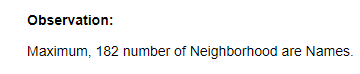 Observation:
Maximum, 182 number of Neighborhood are Names.